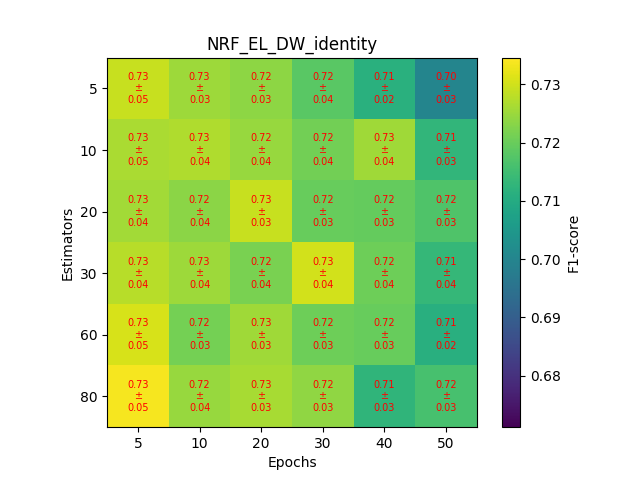 NRF_EL_DW_identity
5 0.73 ± 0.05 0.73 ± 0.03 0.72 ± 0.03 0.72 ± 0.04 0.71 ± 0.02 0.70 ± 0.03
10 0.73 ± 0.05 0.73 ± 0.04 0.72 ± 0.04 0.72 ± 0.04 0.73 ± 0.04 0.71 ± 0.03
20 0.73 ± 0.04 0.72 ± 0.04 0.73 ± 0.03 0.72 ± 0.03 0.72 ± 0.03 0.72 ± 0.03
30 0.73 ± 0.04 0.73 ± 0.04 0.72 ± 0.04 0.73 ± 0.04 0.72 ± 0.04 0.71 ± 0.04
60 0.73 ± 0.05 0.72 ± 0.03 0.73 ± 0.03 0.72 ± 0.03 0.72 ± 0.03 0.71 ± 0.02
80 0.73 ± 0.05 0.72 ± 0.04 0.73 ± 0.03 0.72 ± 0.03 0.71 ± 0.03 0.72 ± 0.03
Estimators
5 10 20 30 40 50
Epochs
0.73
0.72
0.71
0.70
0.69
0.68
F1-score